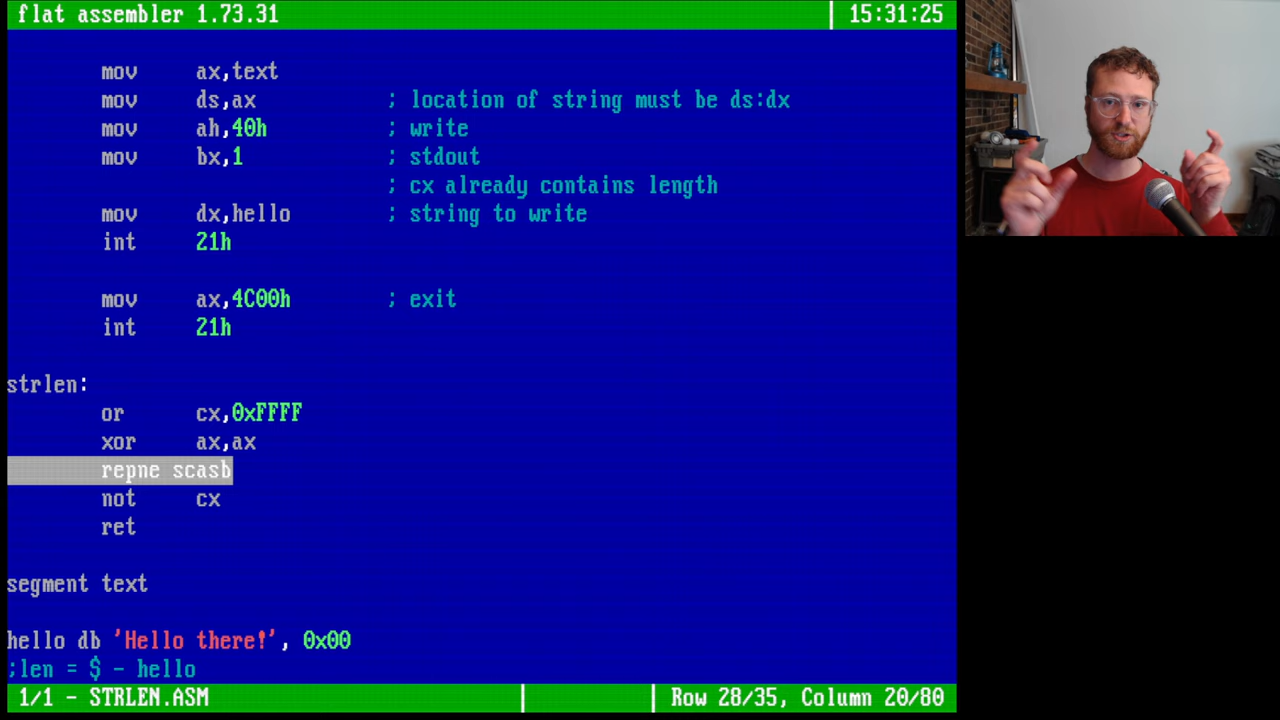 flat assembler 1.73.31 15:31:25
mov ax,text
mov ds,ax ; location of string must be ds:dx
mov ah,40h ; write
mov bx,1 ; stdout
; cx already contains length
mov dx,hello ; string to write
int 21h
mov ax,4C00h ; exit
int 21h
strlen:
or cx,0xFFFF
xor ax,ax
repne scasb
not cx
ret
segment text
hello db 'Hello there!', 0x00
;len = $ - hello
1/1 - STRLEN.ASM Row 28/35, Column 20/80